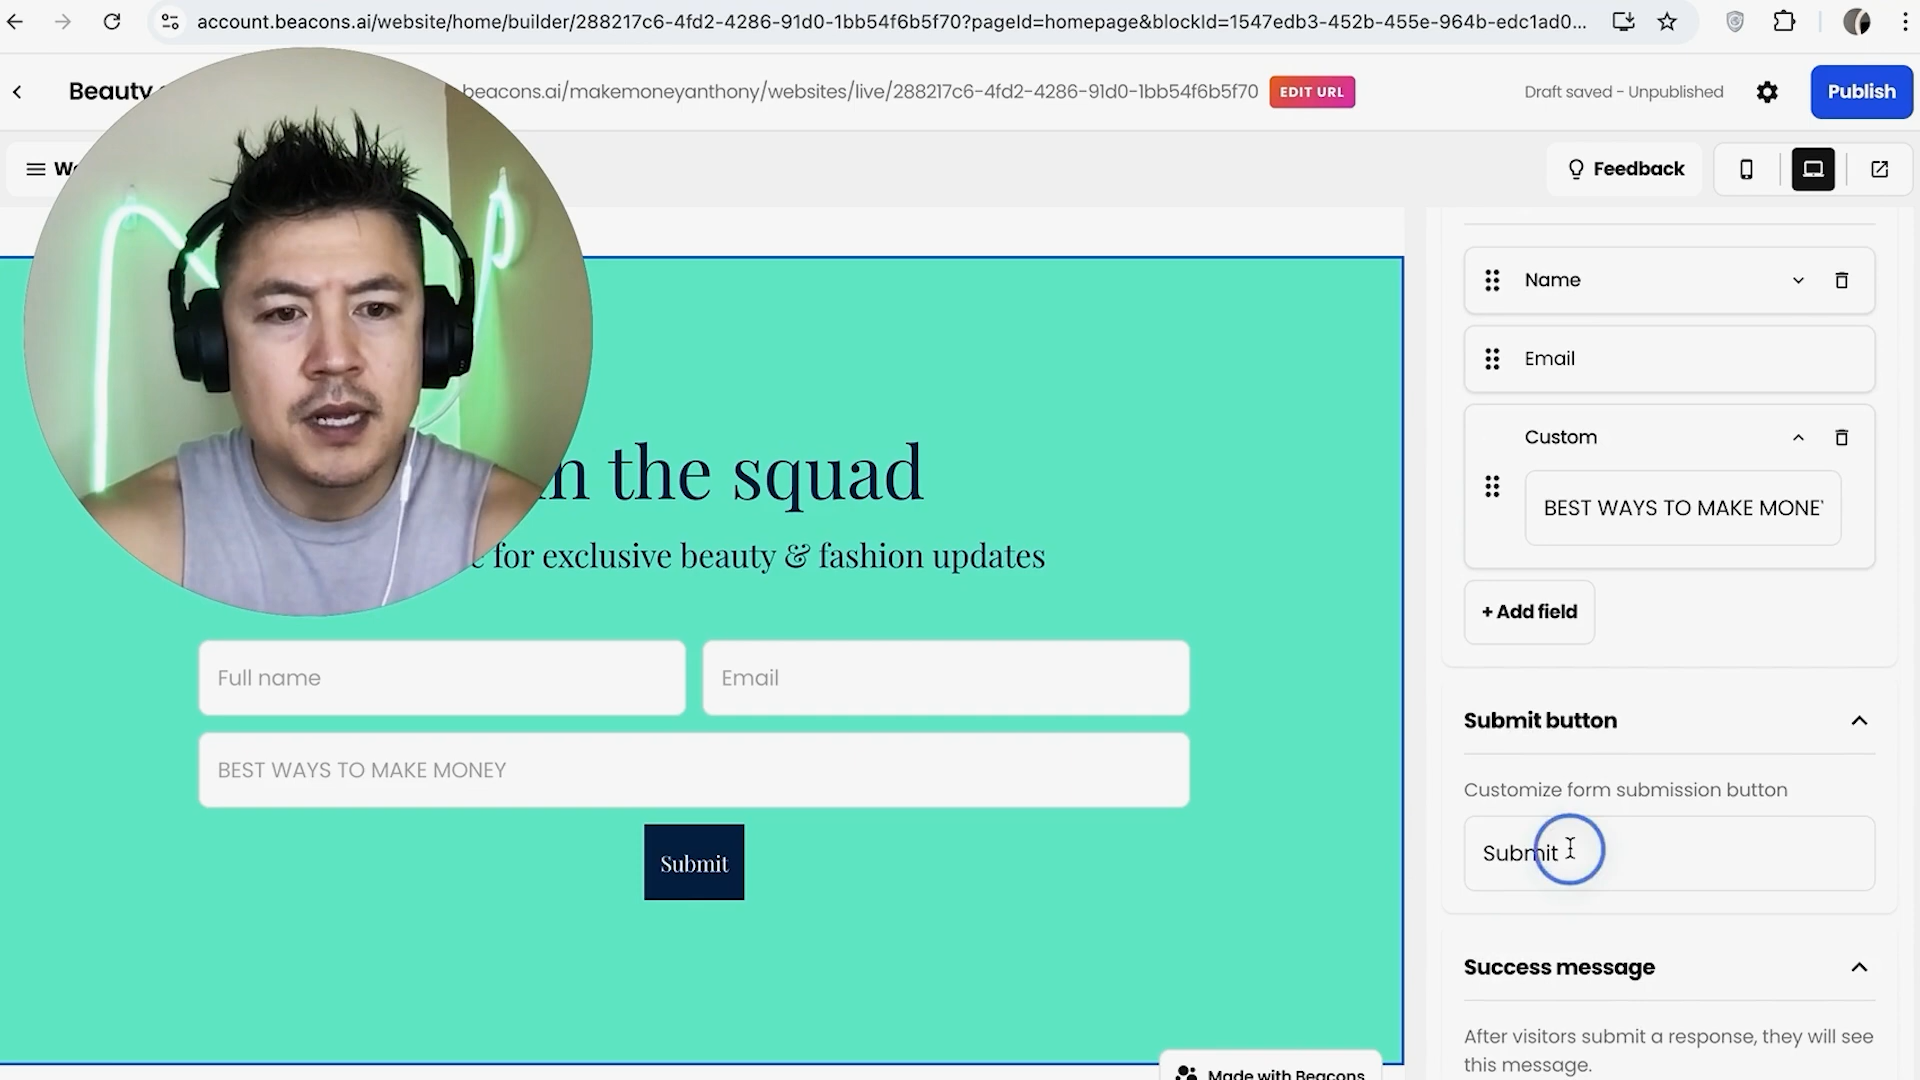 account.beacons.ai/website/home/builder/288217c6-4fd2-4286-91d0-1bb54f6b5f70?pageId=homepage&blockId=1547edb3-452b-455e-964b-edc1ad0...
Beauty
beacons.ai/makemoneyanthony/websites/live/288217c6-4fd2-4286-91d0-1bb54f6b5f70
EDIT URL
Draft saved - Unpublished
Publish
Feedback
Name
Email
Custom
BEST WAYS TO MAKE MONEY
+ Add field
the squad
for exclusive beauty & fashion updates
Full name
Email
BEST WAYS TO MAKE MONEY
Submit
Submit button
Customize form submission button
Submit
Success message
After visitors submit a response, they will see
this message.
Made with Beacons